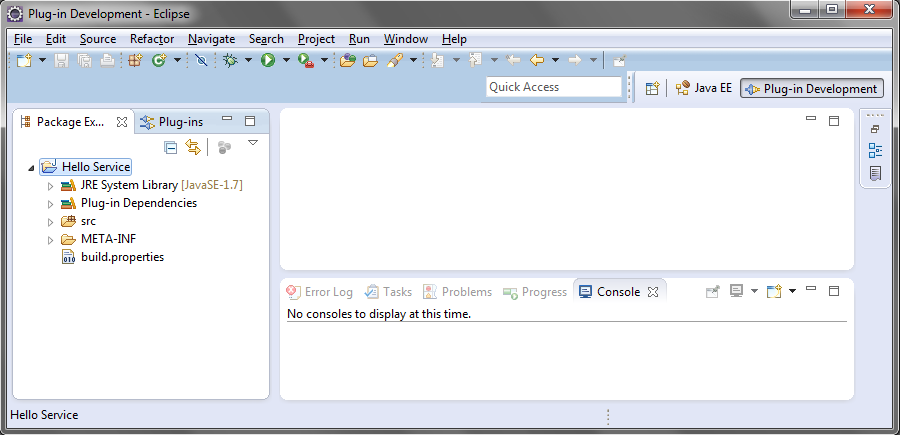 Plug-in Development - Eclipse
File Edit Source Refactor Navigate Search Project Run Window Help
Quick Access
Java EE Plug-in Development
Package Ex... Plug-ins
Hello Service
JRE System Library [JavaSE-1.7]
Plug-in Dependencies
src
META-INF
build.properties
Error Log Tasks Problems Progress Console
No consoles to display at this time.
Hello Service